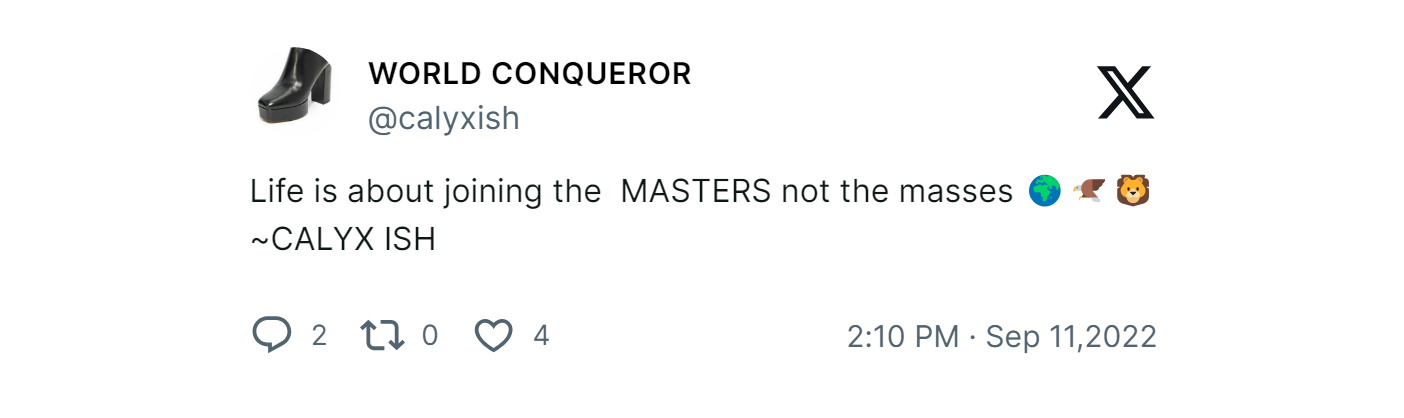 WORLD CONQUEROR
@calyxish
Life is about joining the  MASTERS not the masses 🌍 🦅 🦁
~CALYX ISH
2 0 4 2:10 PM · Sep 11,2022